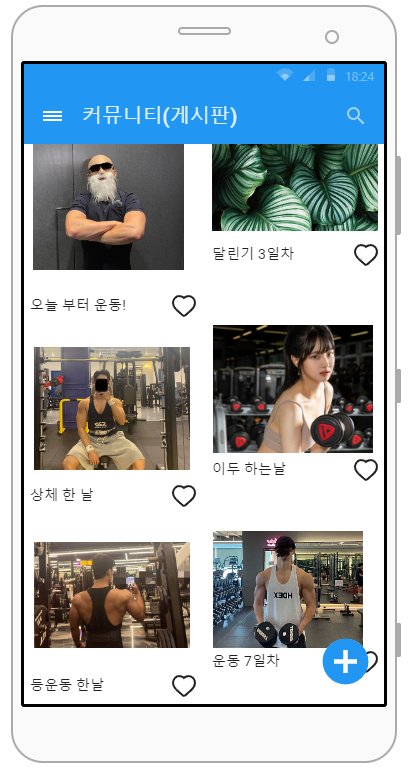 18:24
커뮤니티(게시판)
달리기 3일차
오늘 부터 운동!
이두 하는날
상체 한 날
HDEX
운동 7일차
등운동 한날